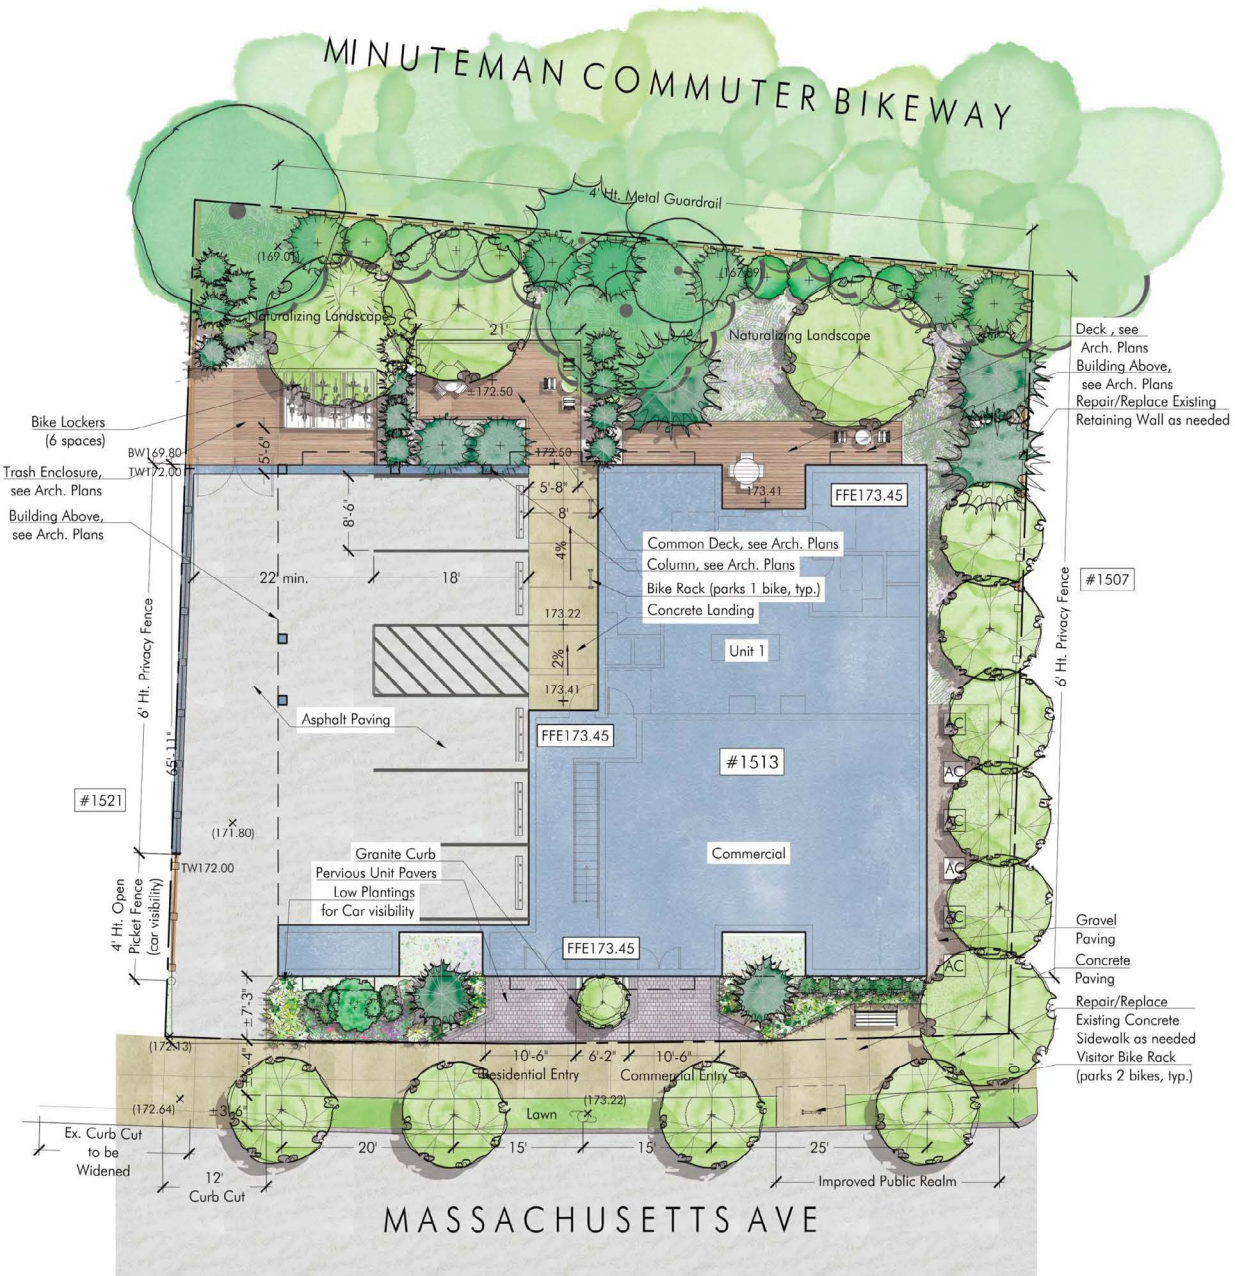 MINUTEMAN COMMUTER BIKEWAY
4' Ht. Metal Guardrail
(169.01)
(167.89)
Naturalizing Landscape
21'
Naturalizing Landscape
Deck , see
Arch. Plans
Building Above,
see Arch. Plans
Repair/Replace Existing
Retaining Wall as needed
±172.50
Bike Lockers
(6 spaces)
5'-6"
BW169.80
TW172.00
172.50
Trash Enclosure,
see Arch. Plans
Building Above,
see Arch. Plans
5'-8"
8'
8'-6"
173.41
FFE173.45
4%
Common Deck, see Arch. Plans
Column, see Arch. Plans
Bike Rack (parks 1 bike, typ.)
Concrete Landing
22' min.
18'
173.22
2%
173.41
Unit 1
#1507
6' Ht. Privacy Fence
6' Ht. Privacy Fence
65'-11"
Asphalt Paving
FFE173.45
#1513
#1521
(171.80)
AC
AC
AC
AC
AC
AC
Commercial
Granite Curb
Pervious Unit Pavers
Low Plantings
for Car visibility
TW172.00
4' Ht. Open
Picket Fence
(car visibility)
FFE173.45
Gravel
Paving
Concrete
Paving
Repair/Replace
Existing Concrete
Sidewalk as needed
Visitor Bike Rack
(parks 2 bikes, typ.)
±7'-3"
(172.13)
10'-6"
6'-2"
10'-6"
Residential Entry
Commercial Entry
(172.64)
Lawn
(173.22)
Ex. Curb Cut
to be
Widened
20'
15'
15'
25'
12'
Curb Cut
Improved Public Realm
MASSACHUSETTS AVE